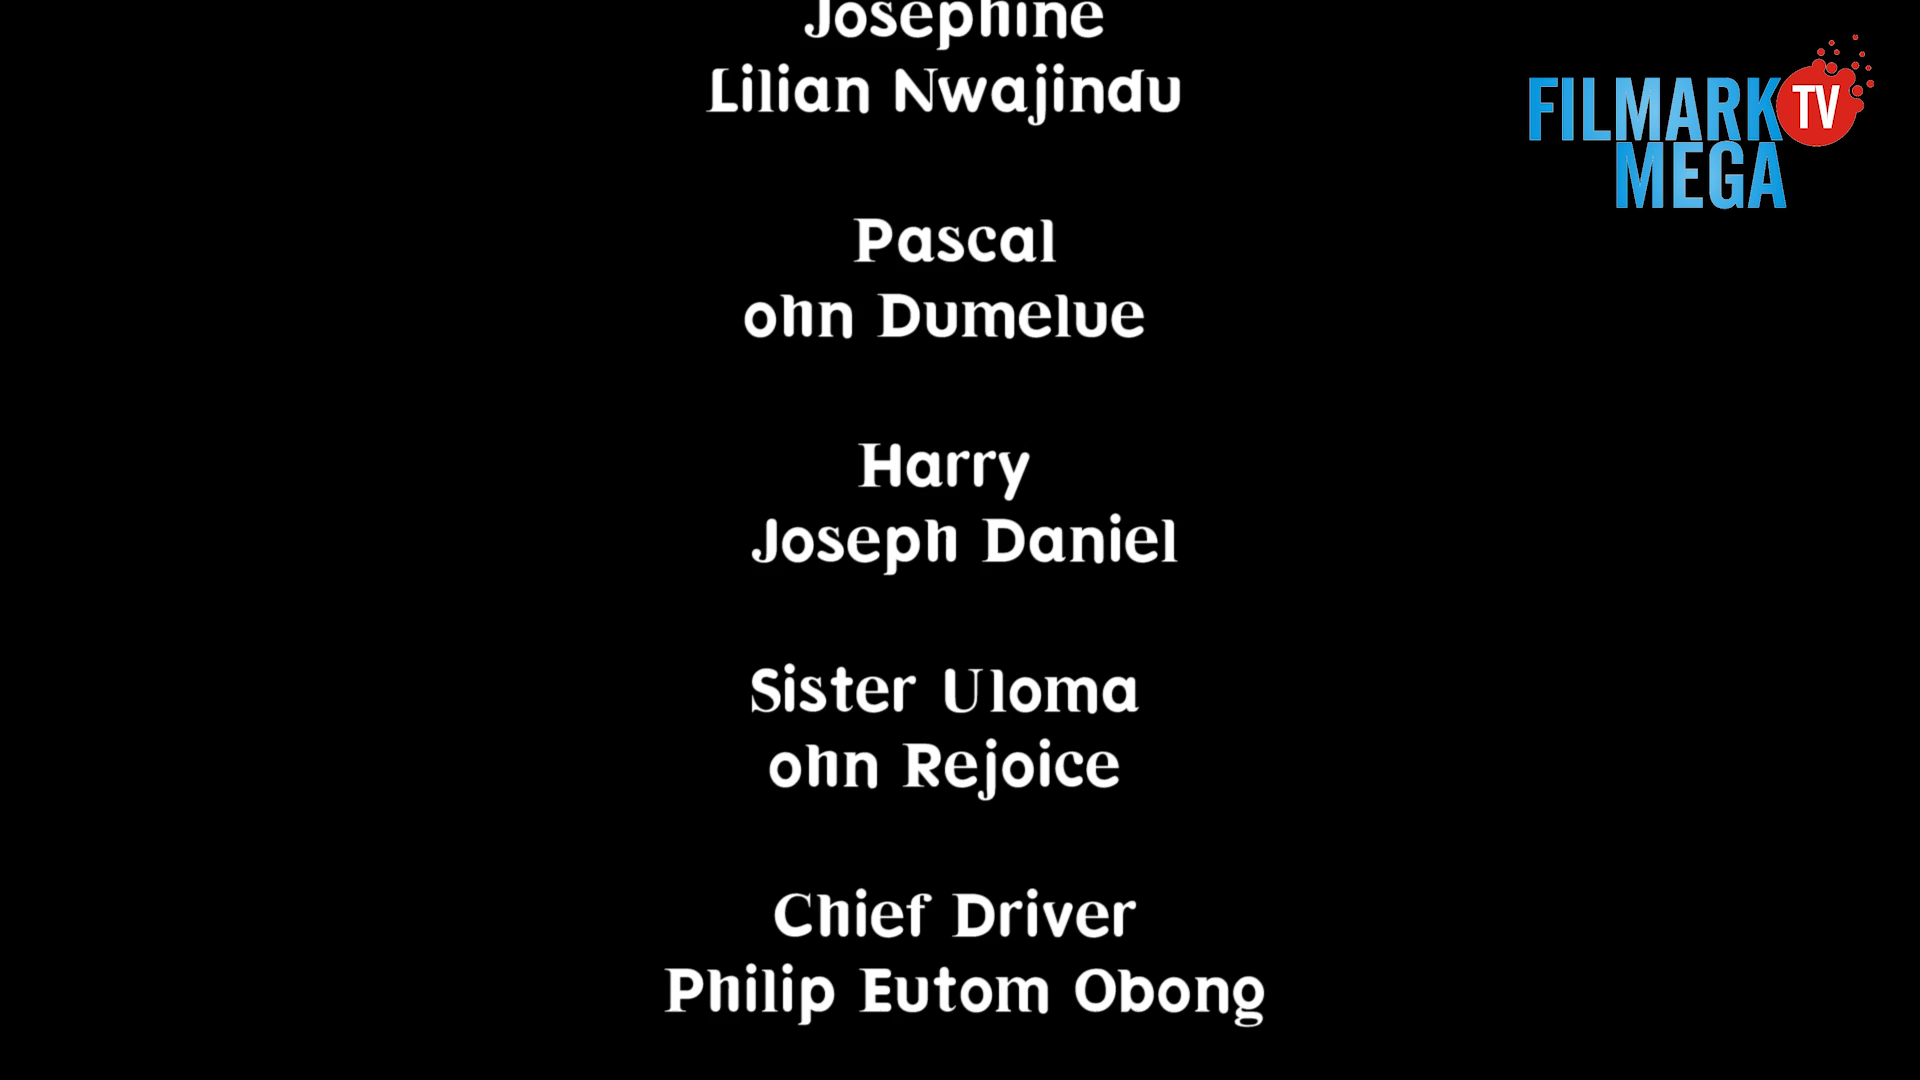 Josephine
Lilian Nwajindu
FILMARK TV
MEGA
Pascal
ohn Dumelue
Harry
Joseph Daniel
Sister Uloma
ohn Rejoice
Chief Driver
Philip Eutom Obong